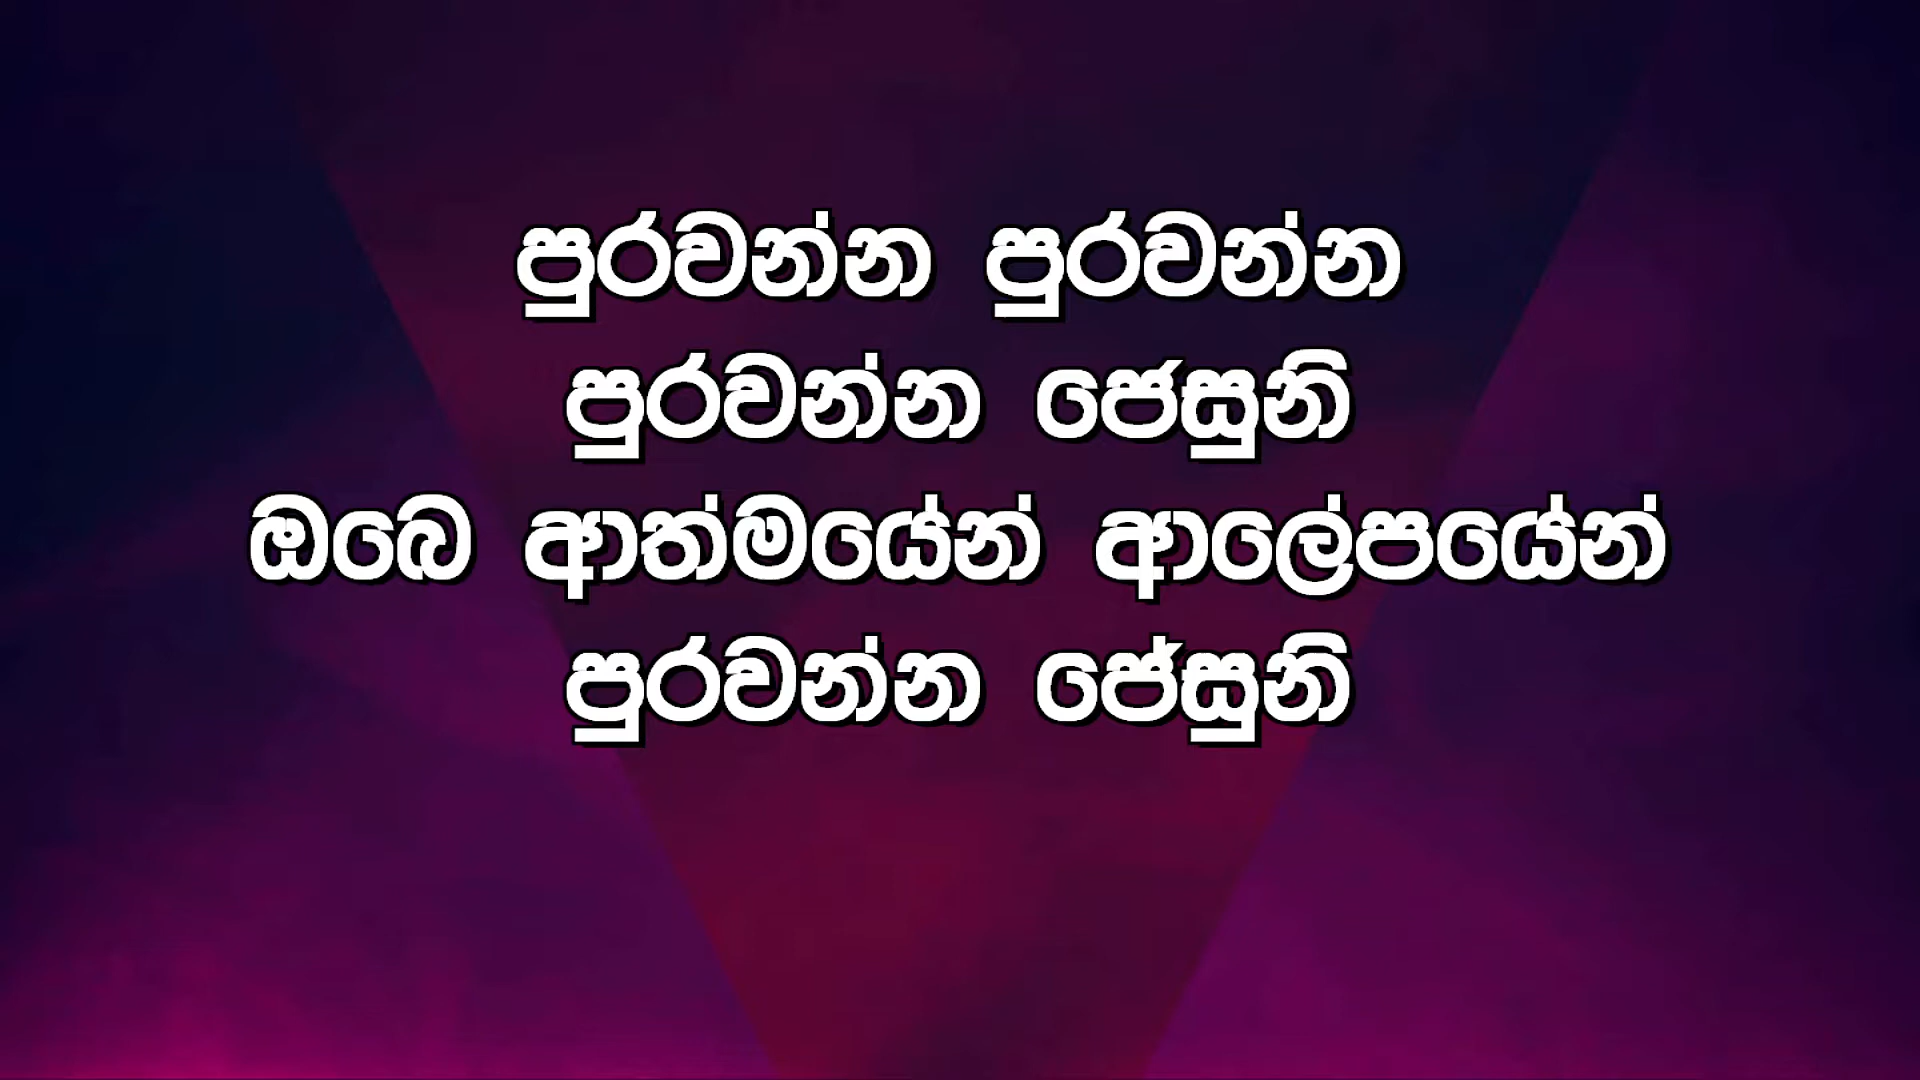 පුරවන්න පුරවන්න
පුරවන්න ජෙසුනි
ඔබෙ ආත්මයේන් ආලේපයේන්
පුරවන්න ජේසුනි